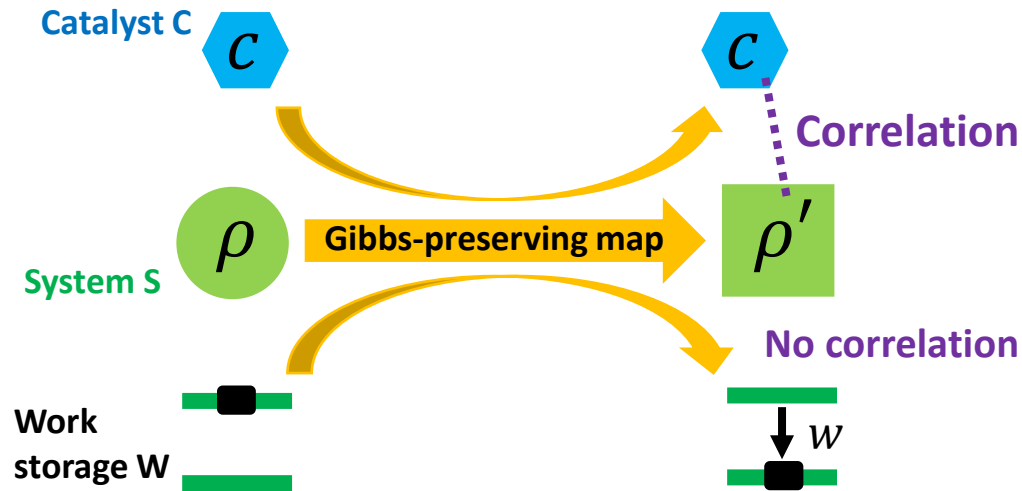 Catalyst C
c
c
Correlation
ρ
Gibbs-preserving map
ρ′
System S
No correlation
Work
storage W
w